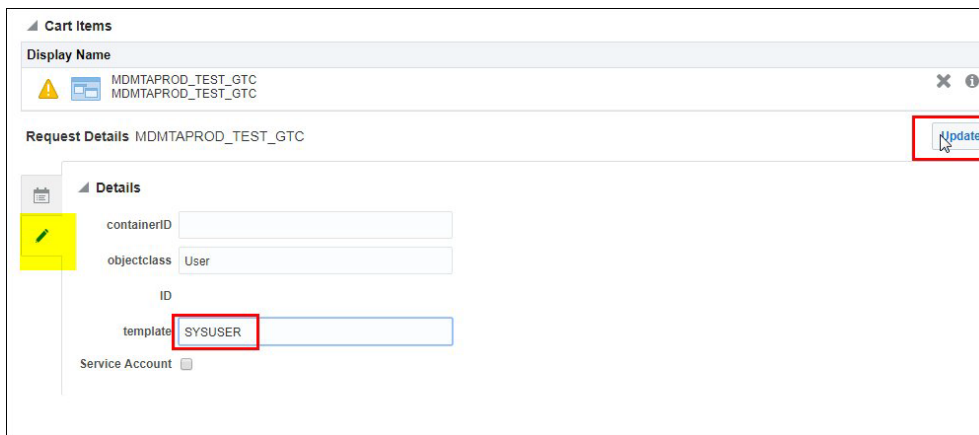 Cart Items
Display Name
MDMTAPROD_TEST_GTC
MDMTAPROD_TEST_GTC
Request Details MDMTAPROD_TEST_GTC
Update
Details
containerID
objectclass User
ID
template SYSUSER
Service Account